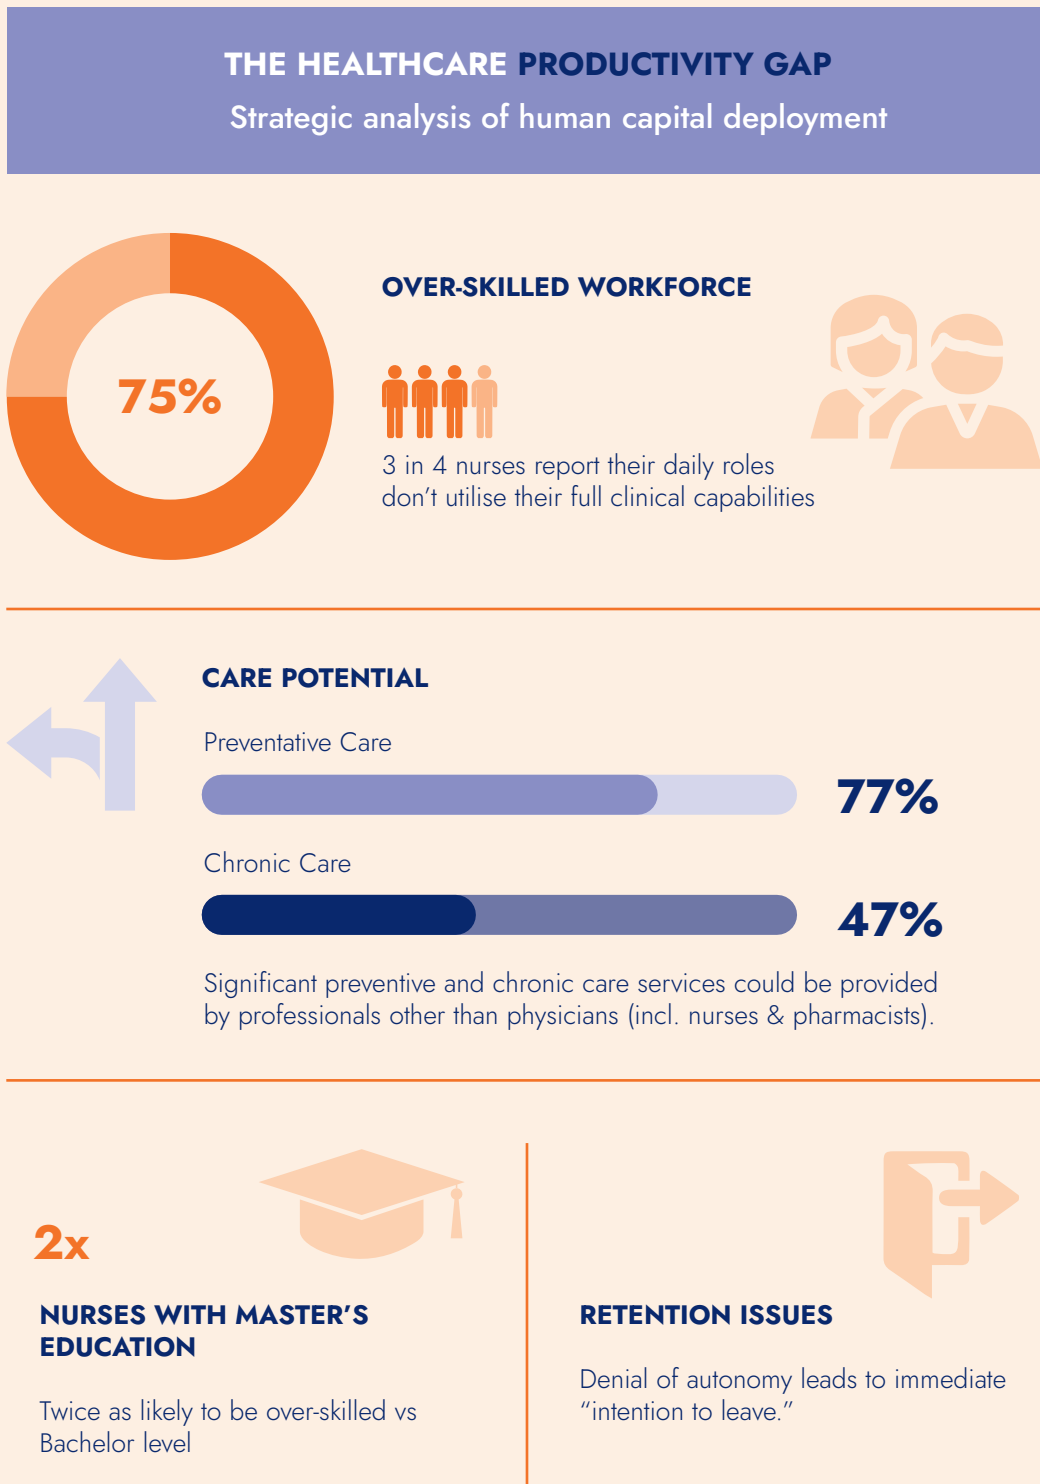 THE HEALTHCARE PRODUCTIVITY GAP
Strategic analysis of human capital deployment
75%
OVER-SKILLED WORKFORCE
3 in 4 nurses report their daily roles
don’t utilise their full clinical capabilities
CARE POTENTIAL
Preventative Care
77%
Chronic Care
47%
Significant preventive and chronic care services could be provided
by professionals other than physicians (incl. nurses & pharmacists).
2x
NURSES WITH MASTER’S
EDUCATION
Twice as likely to be over-skilled vs
Bachelor level
RETENTION ISSUES
Denial of autonomy leads to immediate
“intention to leave.”